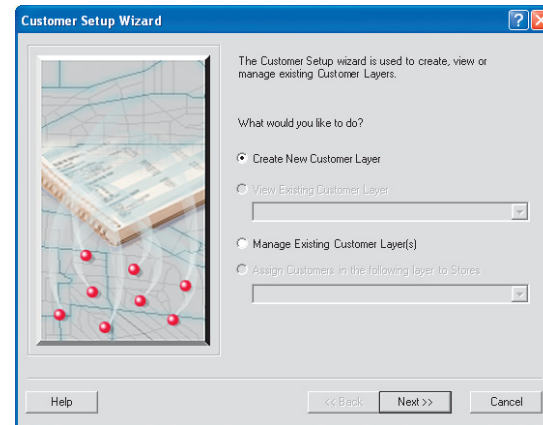 Customer Setup Wizard
The Customer Setup wizard is used to create, view or
manage existing Customer Layers.
What would you like to do?
Create New Customer Layer
View Existing Customer Layer
Manage Existing Customer Layer(s)
Assign Customers in the following layer to Stores
Help
<< Back
Next >>
Cancel